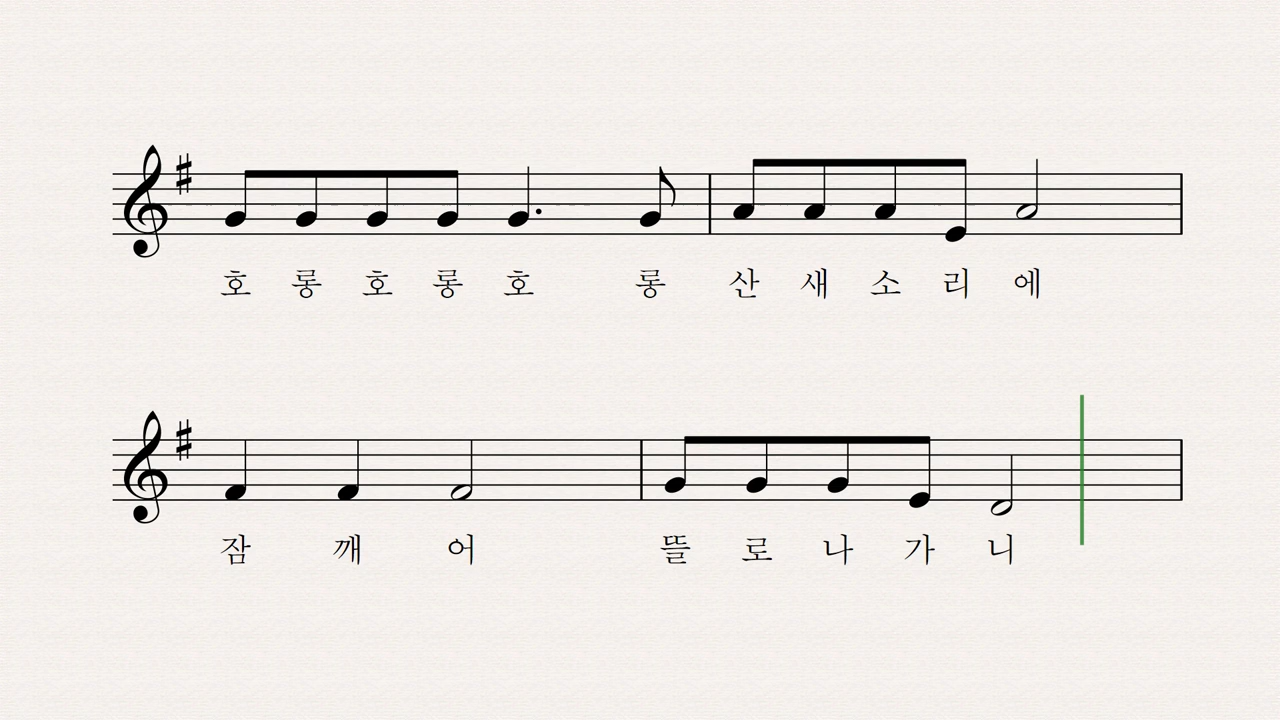 호 롱 호 롱 호 롱 산 새 소 리 에
잠 깨 어 뜰 로 나 가 니